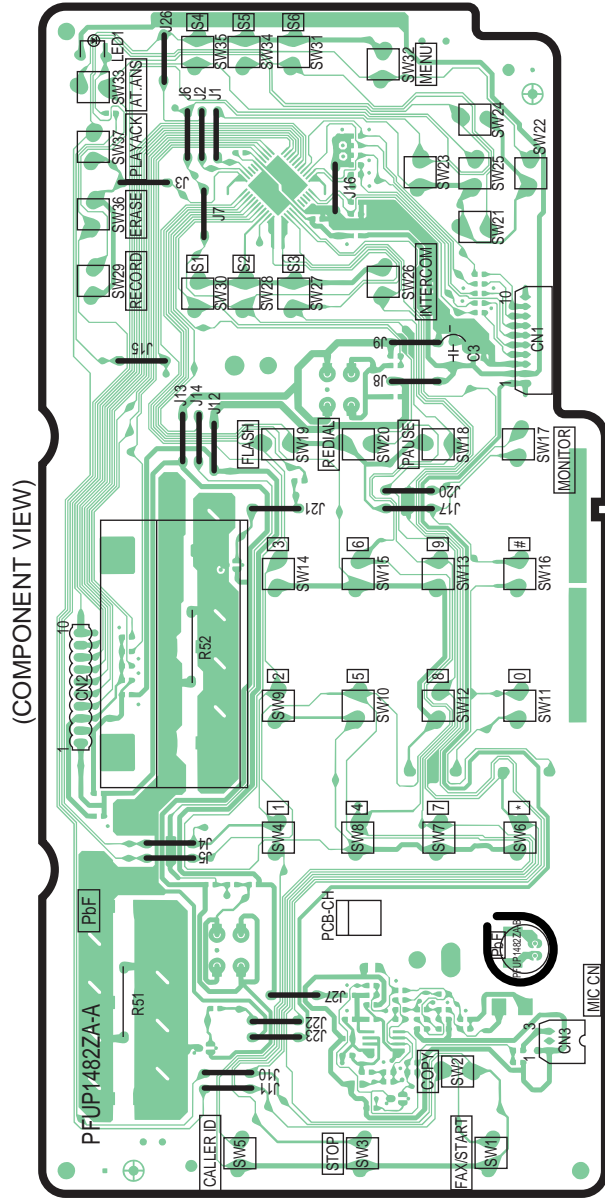 (COMPONENT VIEW)
LED1
J26
S4
S5
S6
SW33
SW35
SW34
SW31
SW32
AT.ANS
MENU
SW37
PLAYACK
J6
J2
J1
SW24
SW22
J3
SW23
SW25
J16
SW36
ERASE
J7
SW21
SW29
RECORD
S1
S2
S3
SW30
SW28
SW27
SW26
INTERCOM
10
CN1
1
J15
J9
J8
C3
+
-
J13
J14
J12
FLASH
SW19
REDIAL
SW20
PAUSE
SW18
SW17
MONITOR
J21
J20
J17
3
SW14
6
SW15
9
SW13
#
SW16
10
CN2
1
R52
2
SW9
5
SW10
8
SW12
0
SW11
1
SW4
4
SW8
7
SW7
*
SW6
J4
J5
PbF
PCB-CH
R51
PFUP1482ZA-A
PbF
PFUP1482ZA-B
J27
J22
J23
J10
J11
MIC CN
3
1
CN3
COPY
SW2
CALLER ID
SW5
STOP
SW3
FAX/START
SW1